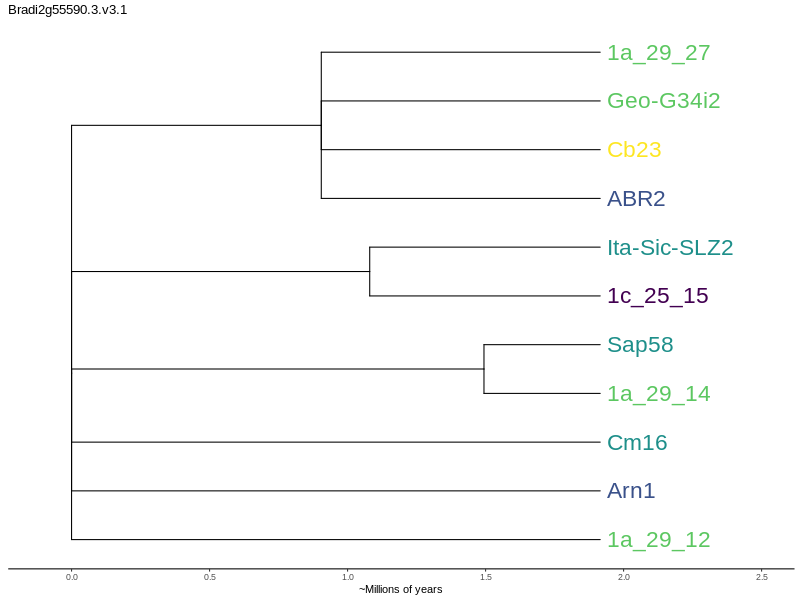 Bradi2g55590.3.v3.1
1a_29_27
Geo-G34i2
Cb23
ABR2
Ita-Sic-SLZ2
1c_25_15
Sap58
1a_29_14
Cm16
Arn1
1a_29_12
0.0 0.5 1.0 1.5 2.0 2.5
~Millions of years